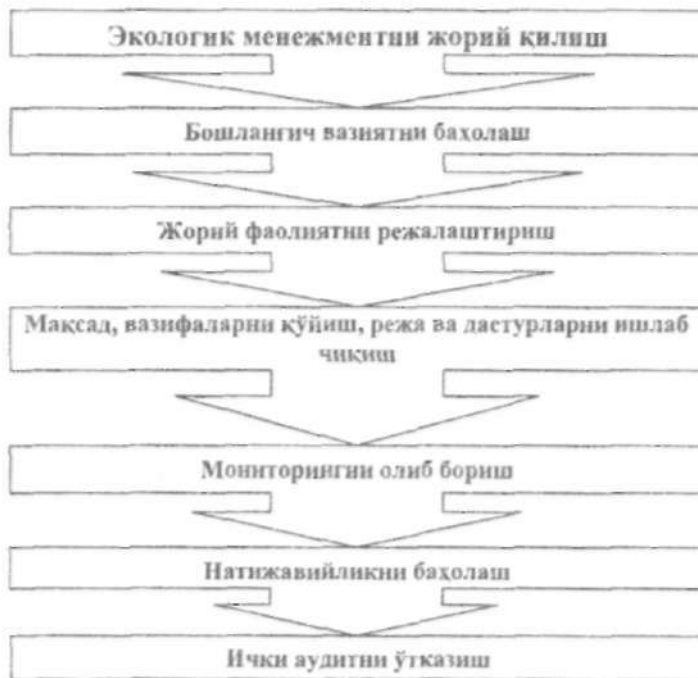 Экологик менежментни жорий қилиш
Бошланғич вазиятни баҳолаш
Жорий фаолиятни режалаштириш
Мақсад, вазифаларни қўйиш, режа ва дастурларни ишлаб
чиқиш
Мониторингни олиб бориш
Натижавийликни баҳолаш
Ички аудитни ўтказиш